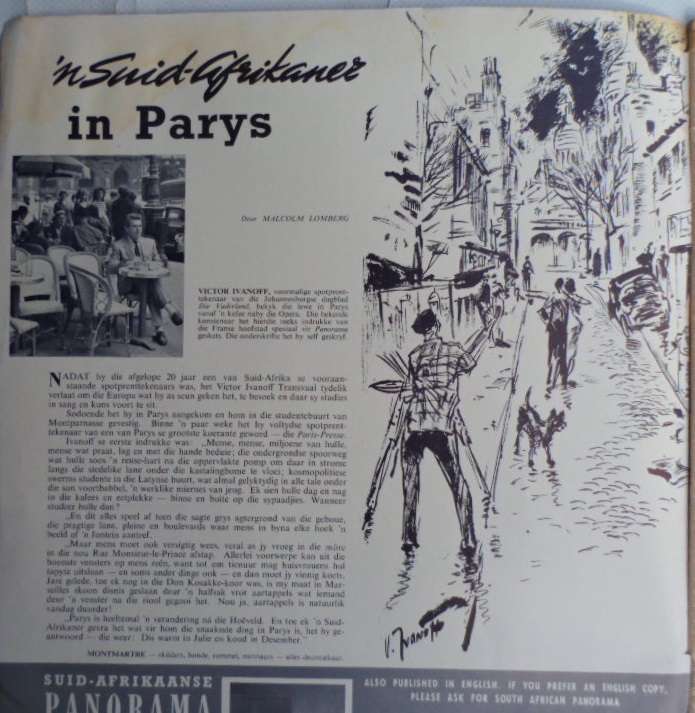 'n Suid-Afrikaner
in Parys
Deur MALCOLM LOMBERG
VICTOR IVANOFF, voormalige spotprent-
tekenaar van die Johannesburgse dagblad
Die Vaderland, bekyk die lewe in Parys
vanaf 'n kafee naby die Opera. Die bekende
kunstenaar het hierdie reeks indrukke van
die Franse hoofstad spesiaal vir Panorama
geskets. Die onderskrifte het hy self geskryf.
NADAT hy die afgelope 20 jaar een van Suid-Afrika se vooraan-
staande spotprenttekenaars was, het Victor Ivanoff Transvaal tydelik
verlaat om die Europa wat hy as seun geken het, te besoek en daar sy studies
in sang en kuns voort te sit.
Sodoende het hy in Parys aangekom en hom in die studentebuurt van
Montparnasse gevestig. Binne 'n paar weke het hy voltydse spotprent-
tekenaar van een van Parys se grootste koerante geword — die Paris-Presse.
Ivanoff se eerste indrukke was: „Mense, mense, miljoene van hulle,
mense wat praat, lag en met die hande beduie; die ondergrondse spoorweg
wat hulle soos 'n reuse-hart na die oppervlakte pomp om daar in strome
langs die stedelike lane onder die kastaiingbome te vloei; kosmopolitiese
swerms studente in die Latynse buurt, wat almal gelyktydig in alle tale onder
die son voortbabbel, 'n werklike miernes van jeug. Ek sien hulle dag en nag
in die kafees en eetplekke — binne en buite op die sypaadjies. Wanneer
studeer hulle dan?
„En dit alles speel af teen die sagte grys agtergrond van die geboue,
die pragtige lane, pleine en boulevards waar mens in byna elke hoek 'n
beeld of 'n fontein aantref.
„Maar mens moet ook versigtig wees, veral as jy vroeg in die môre
in die nou Rue Monsieur-le-Prince afstap. Allerlei voorwerpe kan uit die
boonste vensters op mens reën, want tot om tienuur mag huisvrouens hul
tapyte uitslaan — en soms ander dinge ook — en dan moet jy vinnig koets.
Jare gelede, toe ek nog in die Don Kosakke-koor was, is my maat in Mar-
seilles skoon disnis geslaan deur 'n halfsak vrot aartappels wat iemand
deur 'n venster na die riool gegooi het. Nou ja, aartappels is natuurlik
vandag duurder!
„Parys is heeltemal 'n verandering ná die Hoëveld. En toe ek 'n Suid-
Afrikaner gevra het wat vir hom die snaaksste ding in Parys is, het hy ge-
antwoord — die weer: Dis warm in Julie en koud in Desember."
MONTMARTRE — skilders, honde, rommel, minnaars — alles deurmekaar.
V. Ivanoff
SUID-AFRIKAANSE
PANORAMA
ALSO PUBLISHED IN ENGLISH. IF YOU PREFER AN ENGLISH COPY,
PLEASE ASK FOR SOUTH AFRICAN PANORAMA